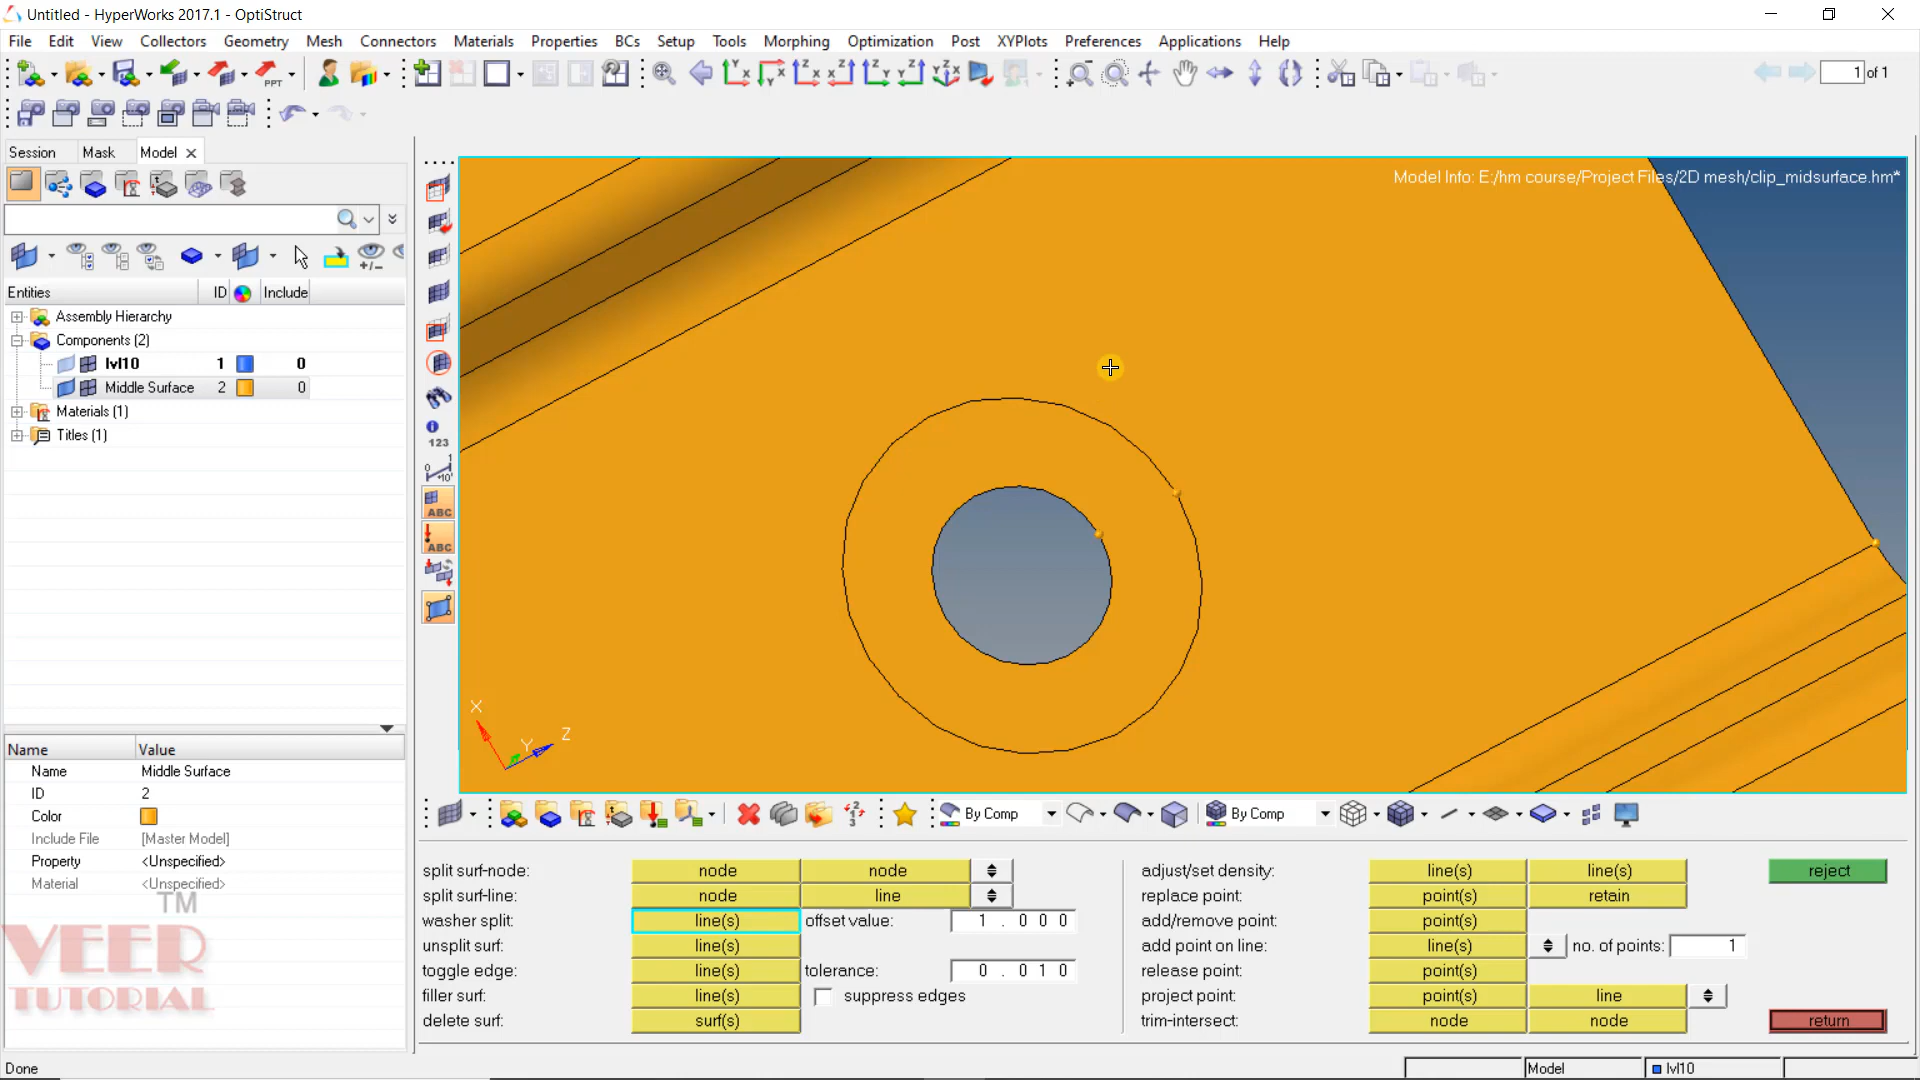 Untitled - HyperWorks 2017.1 - OptiStruct
File Edit View Collectors Geometry Mesh Connectors Materials Properties BCs Setup Tools Morphing Optimization Post XYPlots Preferences Applications Help
1 of 1
Session Mask Model
Model Info: E:/hm course/Project Files/2D mesh/clip_midsurface.hm*
Entities ID Include
Assembly Hierarchy
Components (2)
lvl10 1 0
Middle Surface 2 0
Materials (1)
Titles (1)
123
ABC
ABC
X
Y
Z
Name Value
Name Middle Surface
ID 2
Color
Include File [Master Model]
Property <Unspecified>
Material <Unspecified>
TM
VEER
TUTORIAL
By Comp By Comp
split surf-node: node node adjust/set density: line(s) line(s) reject
split surf-line: node line replace point: point(s) retain
washer split: line(s) offset value: 1.000 add/remove point: point(s)
unsplit surf: line(s) add point on line: line(s) no. of points: 1
toggle edge: line(s) tolerance: 0.010 release point: point(s)
filler surf: line(s) suppress edges project point: point(s) line
delete surf: surf(s) trim-intersect: node node return
Done Model lvl10